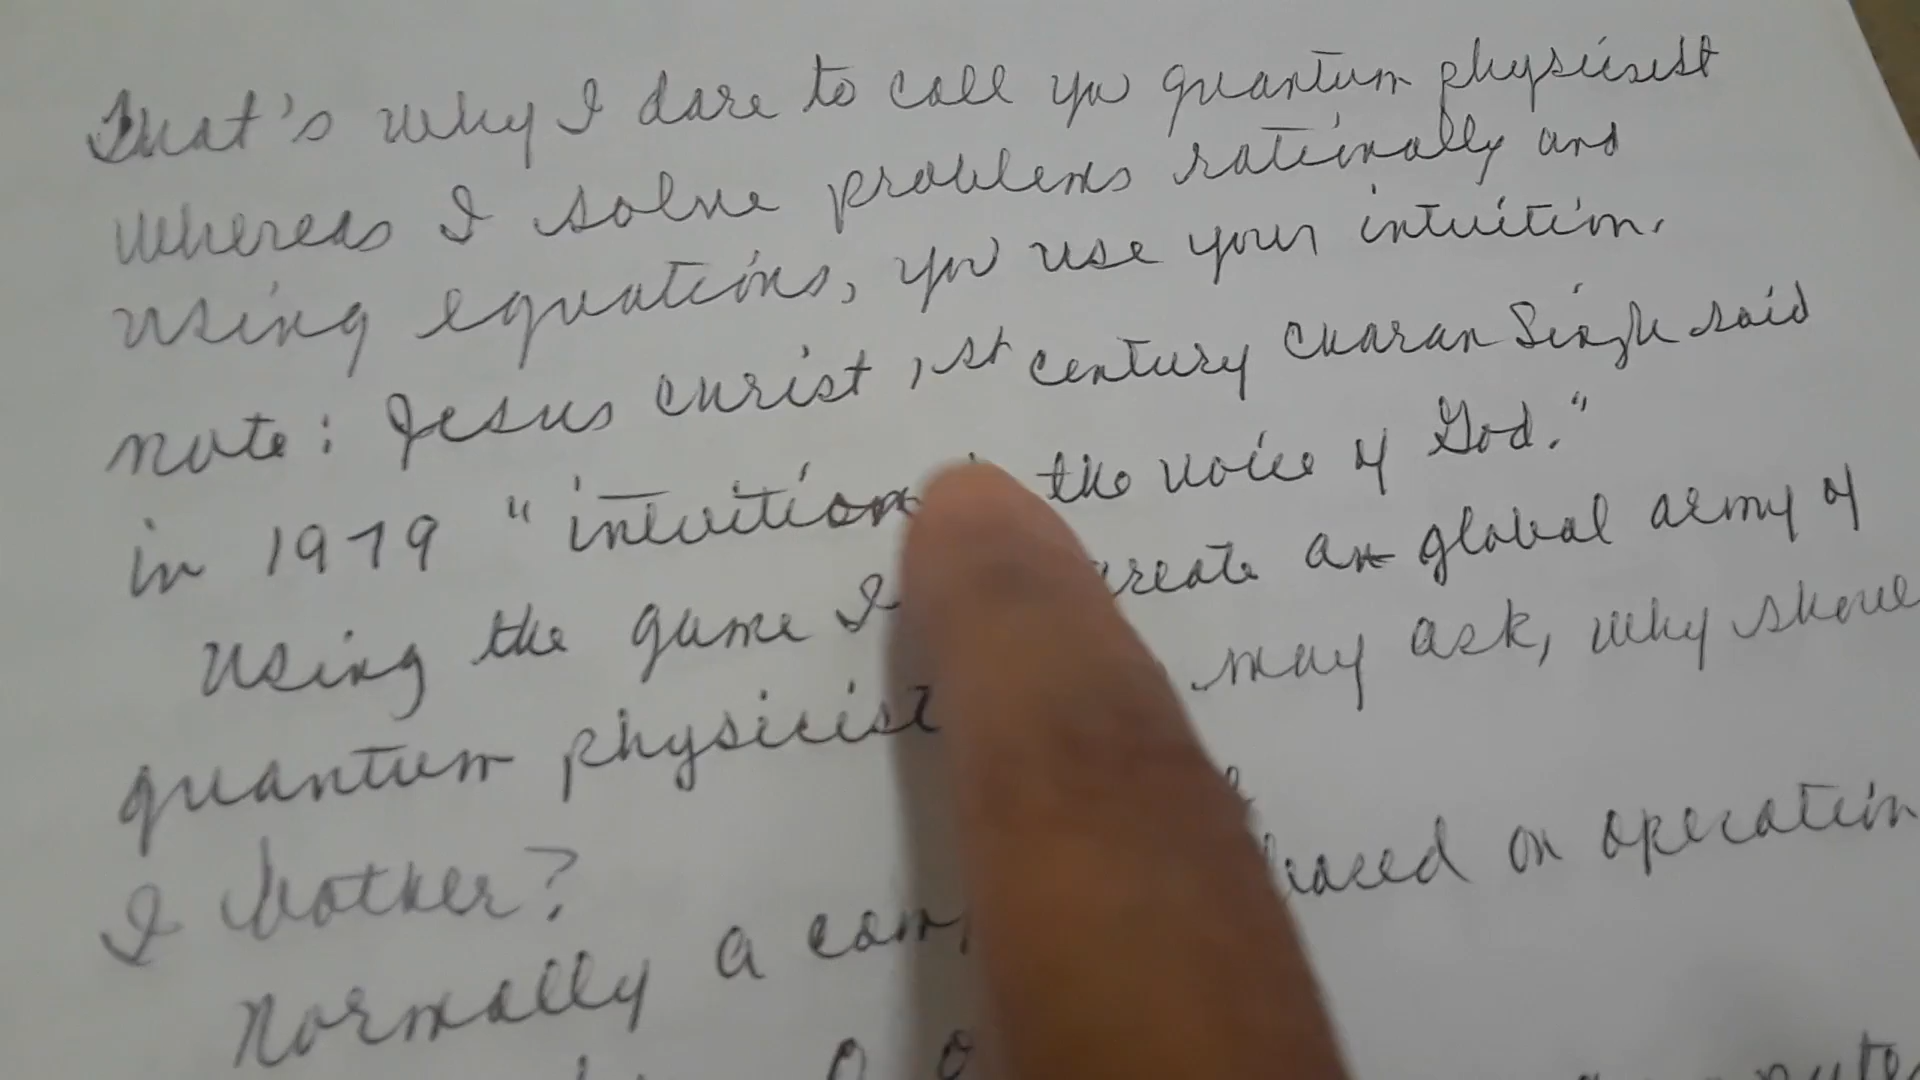 That's why I dare to call you quantum physicist
whereas I solve problems rationally and
using equations, you use your intuition.
note: Jesus christ 1st century charan Singh said
in 1979 "intuition the voice of God."
using the game I create a global army of
quantum physicist may ask, why
I bother?
Normally a based on operation